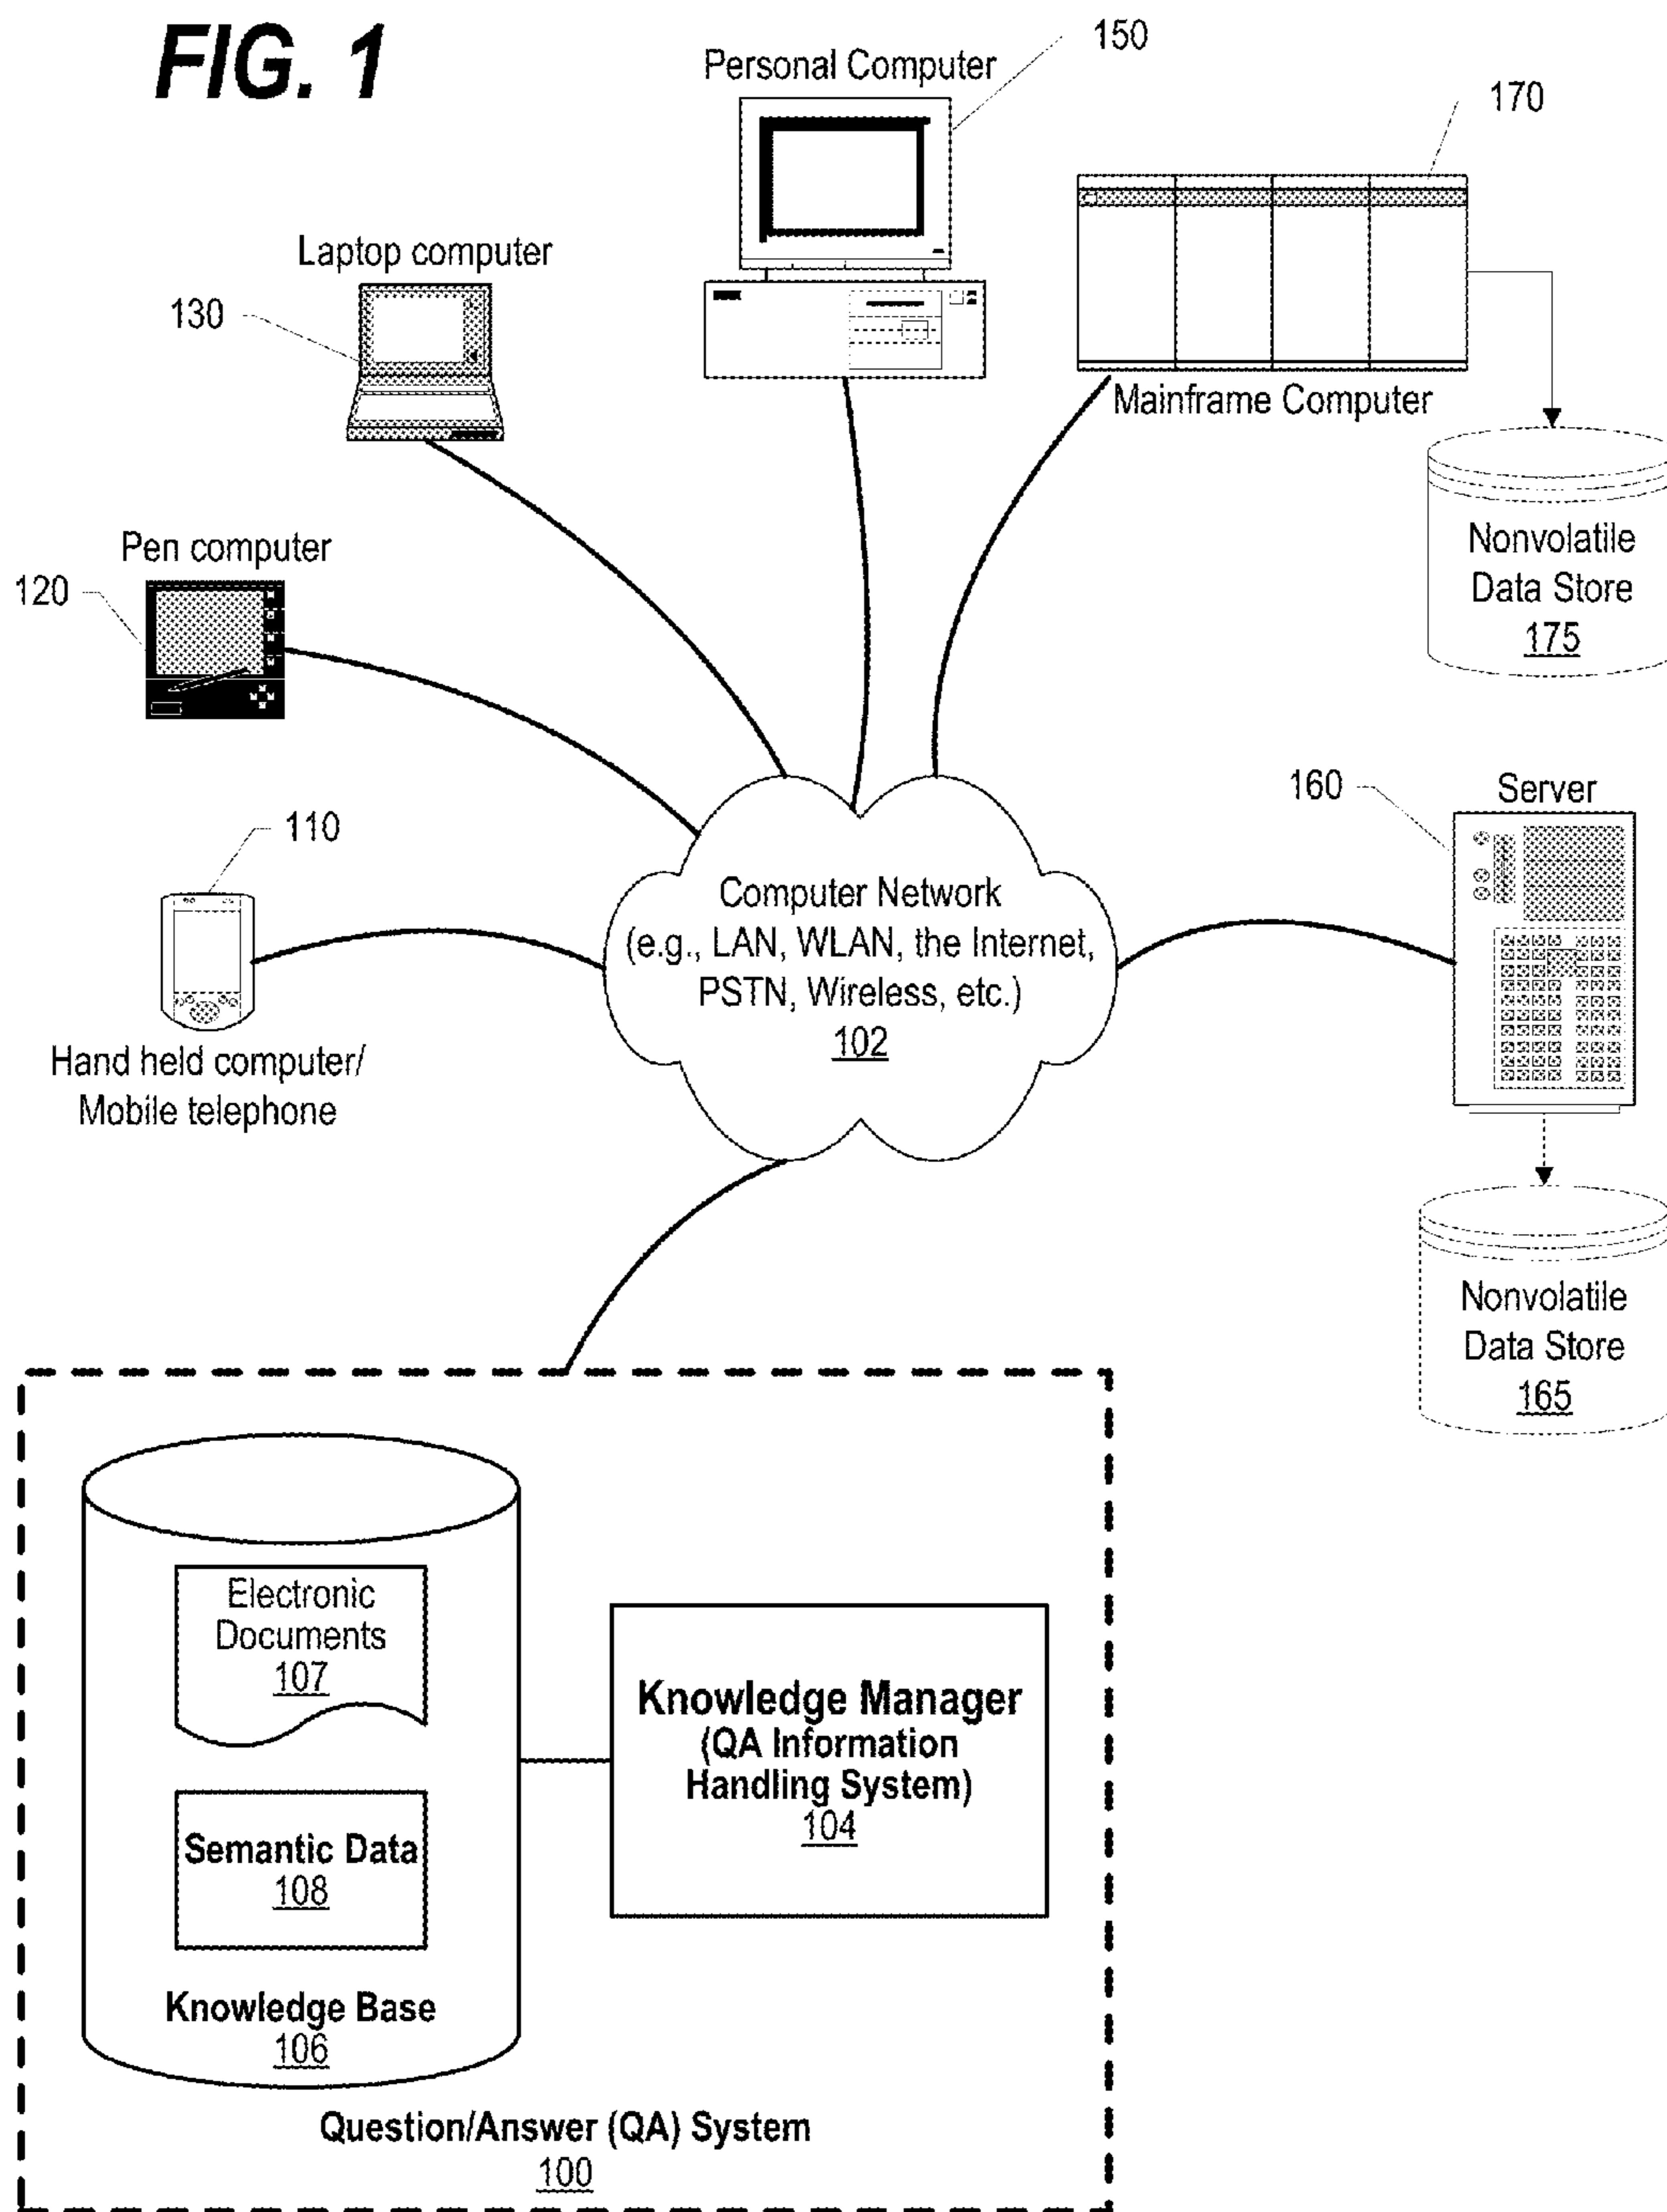 FIG. 1
Personal Computer
150
170
Laptop computer
130
Mainframe Computer
Nonvolatile
Data Store
175
Pen computer
120
160
Server
110
Computer Network
(e.g., LAN, WLAN, the Internet,
PSTN, Wireless, etc.)
102
Hand held computer/
Mobile telephone
Nonvolatile
Data Store
165
Electronic
Documents
107
Knowledge Manager
(QA Information
Handling System)
104
Semantic Data
108
Knowledge Base
106
Question/Answer (QA) System
100